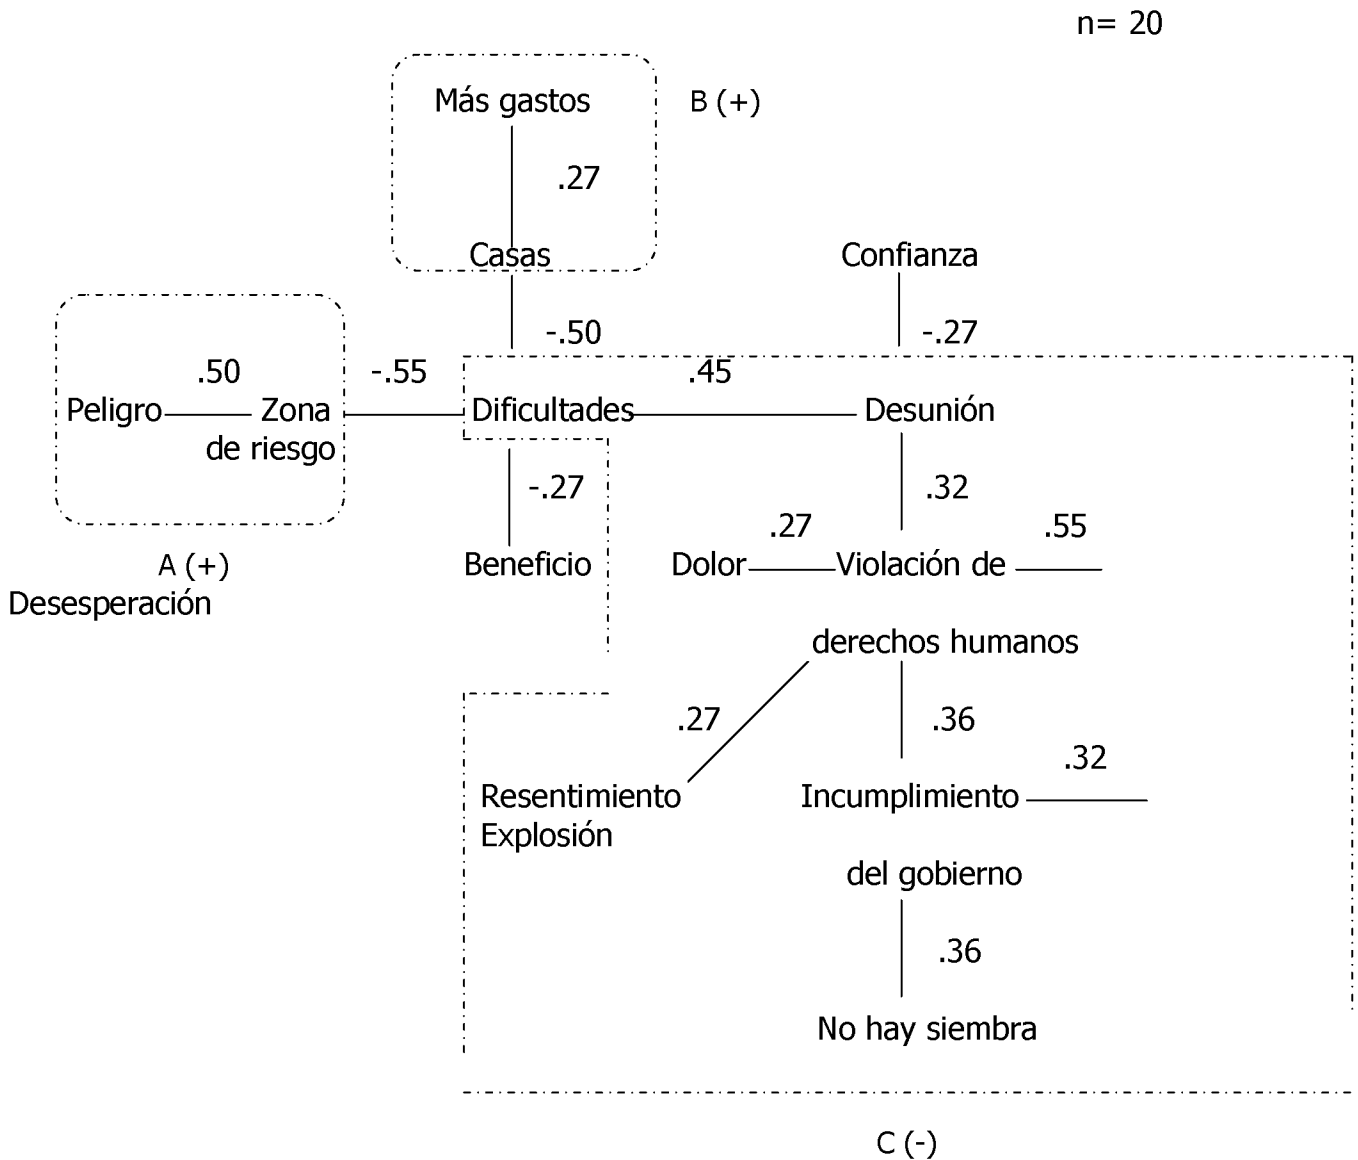 n= 20
Más gastos
B (+)
.27
Casas
Confianza
-.50
-.27
.50
-.55
.45
Peligro
Zona
de riesgo
Dificultades
Desunión
-.27
.32
.27
.55
A (+)
Desesperación
Beneficio
Dolor
Violación de
derechos humanos
.27
.36
.32
Resentimiento
Explosión
Incumplimiento
del gobierno
.36
No hay siembra
C (-)